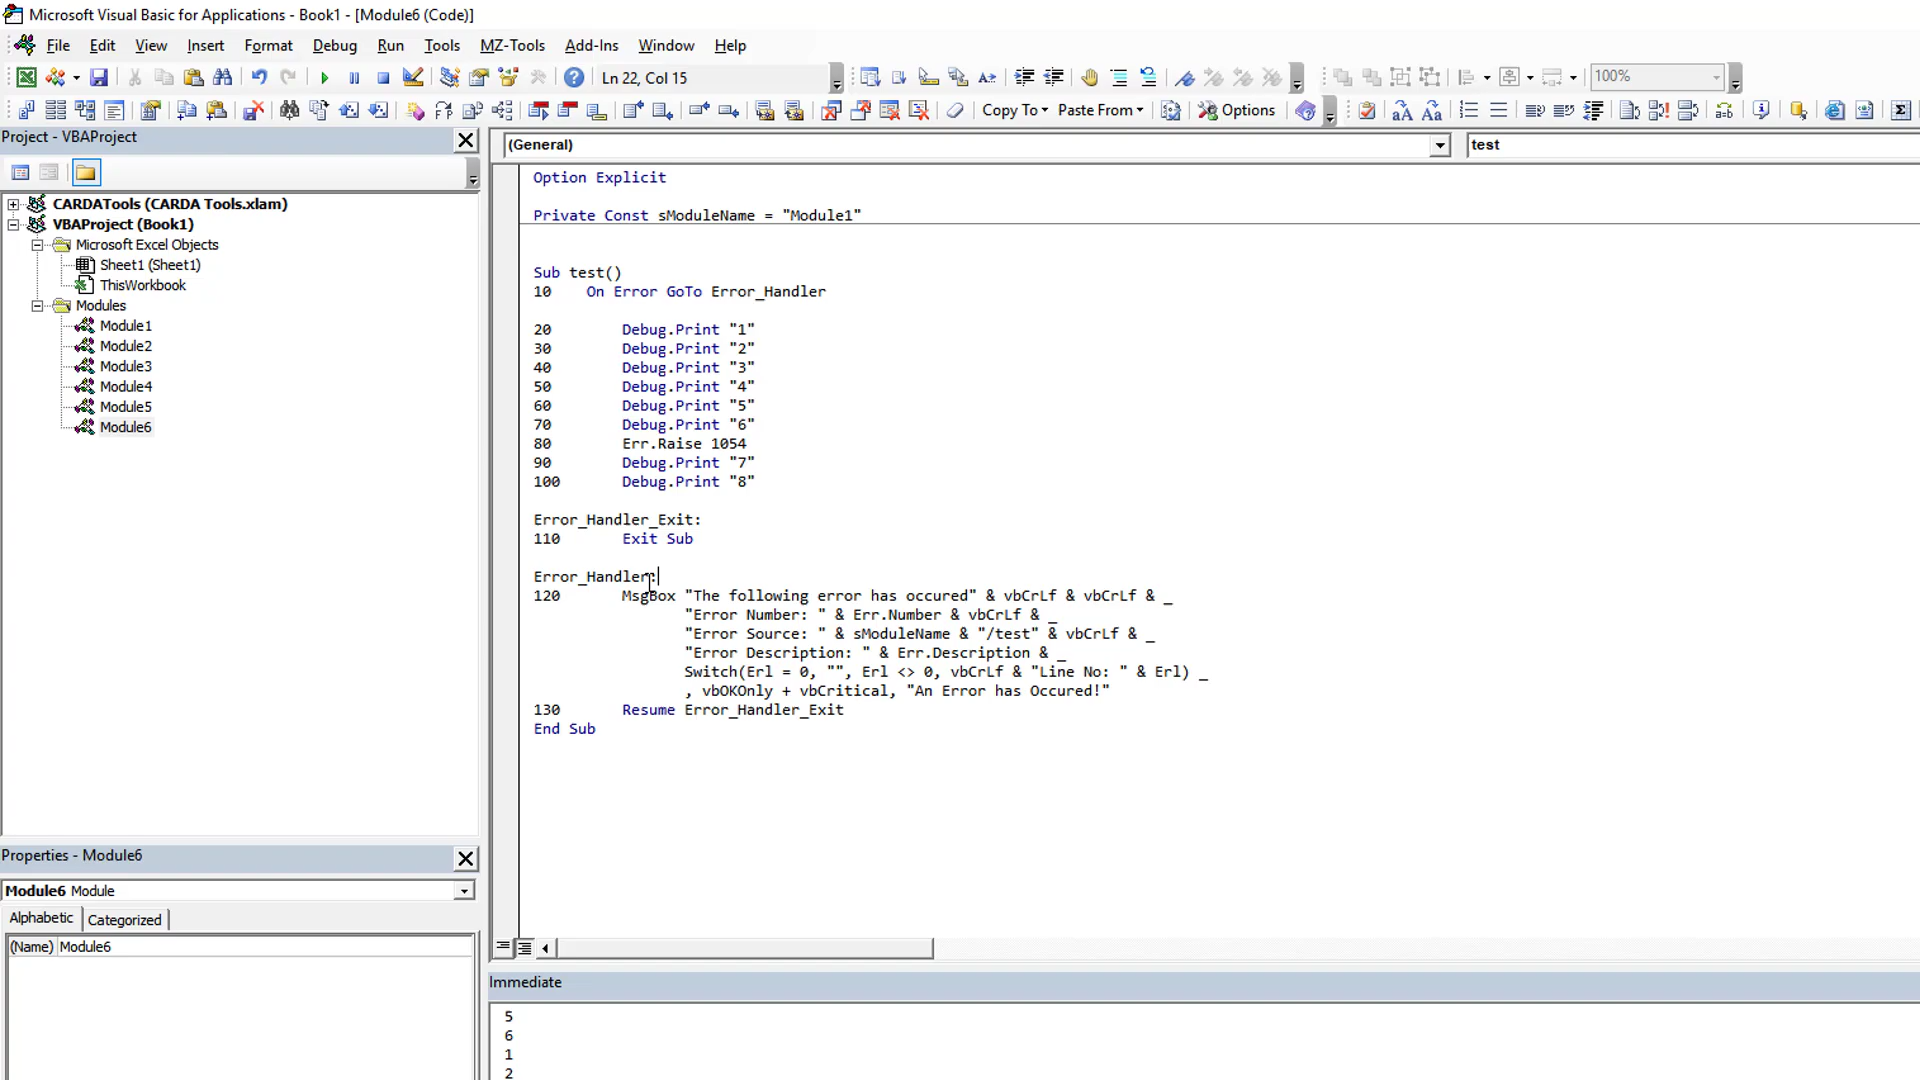 Microsoft Visual Basic for Applications - Book1 - [Module6 (Code)]
File Edit View Insert Format Debug Run Tools MZ-Tools Add-Ins Window Help
Ln 22, Col 15
100%
Copy To Paste From Options
Project - VBAProject
(General)
test
CARDATools (CARDA Tools.xlam)
VBAProject (Book1)
Microsoft Excel Objects
Sheet1 (Sheet1)
ThisWorkbook
Modules
Module1
Module2
Module3
Module4
Module5
Module6
Option Explicit
Private Const sModuleName = "Module1"
Sub test()
10 On Error GoTo Error_Handler
20 Debug.Print "1"
30 Debug.Print "2"
40 Debug.Print "3"
50 Debug.Print "4"
60 Debug.Print "5"
70 Debug.Print "6"
80 Err.Raise 1054
90 Debug.Print "7"
100 Debug.Print "8"
Error_Handler_Exit:
110 Exit Sub
Error_Handler:
120 MsgBox "The following error has occured" & vbCrLf & vbCrLf & _
"Error Number: " & Err.Number & vbCrLf & _
"Error Source: " & sModuleName & "/test" & vbCrLf & _
"Error Description: " & Err.Description & _
Switch(Erl = 0, "", Erl <> 0, vbCrLf & "Line No: " & Erl) _
, vbOKOnly + vbCritical, "An Error has Occured!"
130 Resume Error_Handler_Exit
End Sub
Properties - Module6
Module6 Module
Alphabetic Categorized
(Name) Module6
Immediate
5
6
1
2